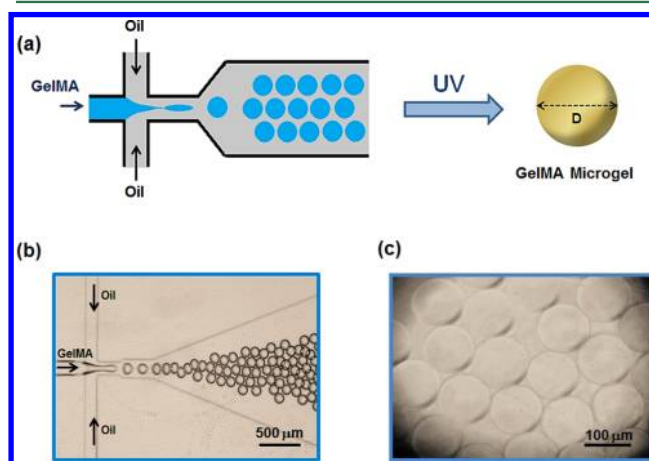 (a)
Oil
GelMA
Oil
UV
D
GelMA Microgel
(b)
Oil
GelMA
Oil
500 μm
(c)
100 μm